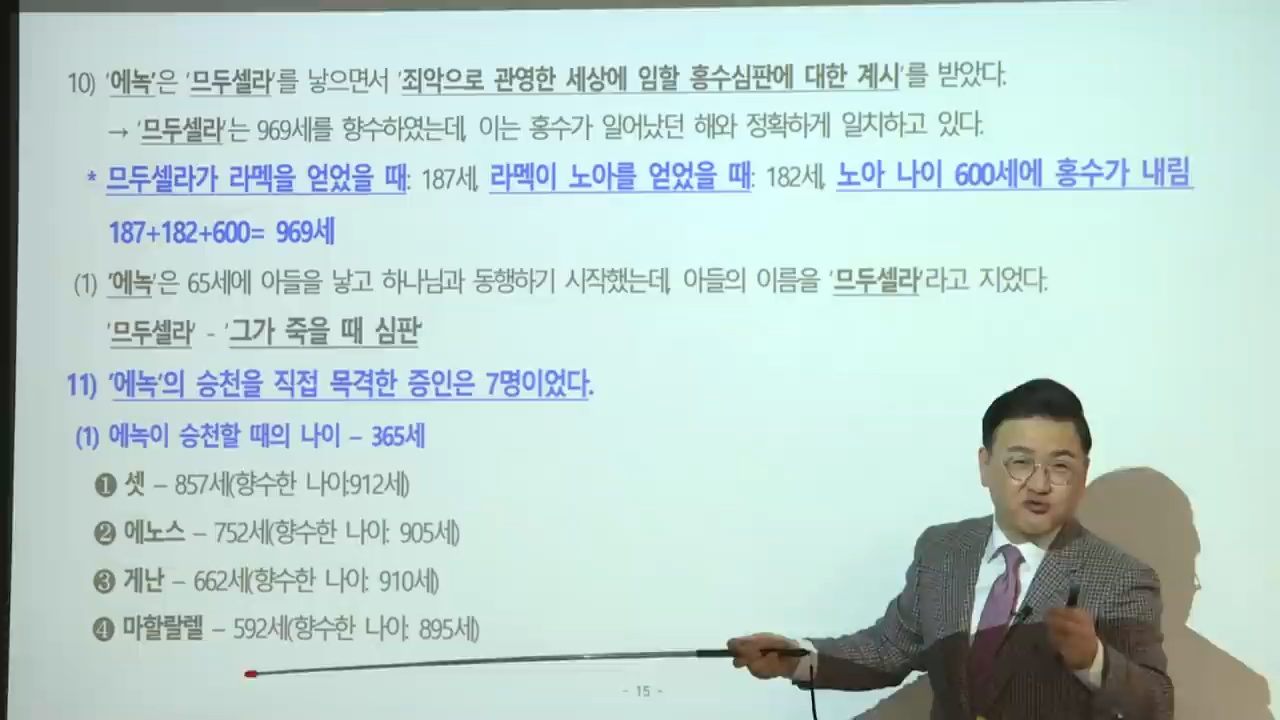 10) '에녹'은 '므두셀라'를 낳으면서 '죄악으로 관영한 세상에 임할 홍수심판에 대한 계시'를 받았다.
→ '므두셀라'는 969세를 향수하였는데, 이는 홍수가 일어났던 해와 정확하게 일치하고 있다.
* 므두셀라가 라멕을 얻었을 때: 187세, 라멕이 노아를 얻었을 때: 182세, 노아 나이 600세에 홍수가 내림
187+182+600= 969세
(1) '에녹'은 65세에 아들을 낳고 하나님과 동행하기 시작했는데, 아들의 이름을 '므두셀라'라고 지었다.
'므두셀라' - '그가 죽을 때 심판'
11) '에녹'의 승천을 직접 목격한 증인은 7명이었다.
(1) 에녹이 승천할 때의 나이 – 365세
❶ 셋 – 857세(향수한 나이:912세)
❷ 에노스 – 752세(향수한 나이: 905세)
❸ 게난 – 662세(향수한 나이: 910세)
❹ 마할랄렐 – 592세(향수한 나이: 895세)
- 15 -